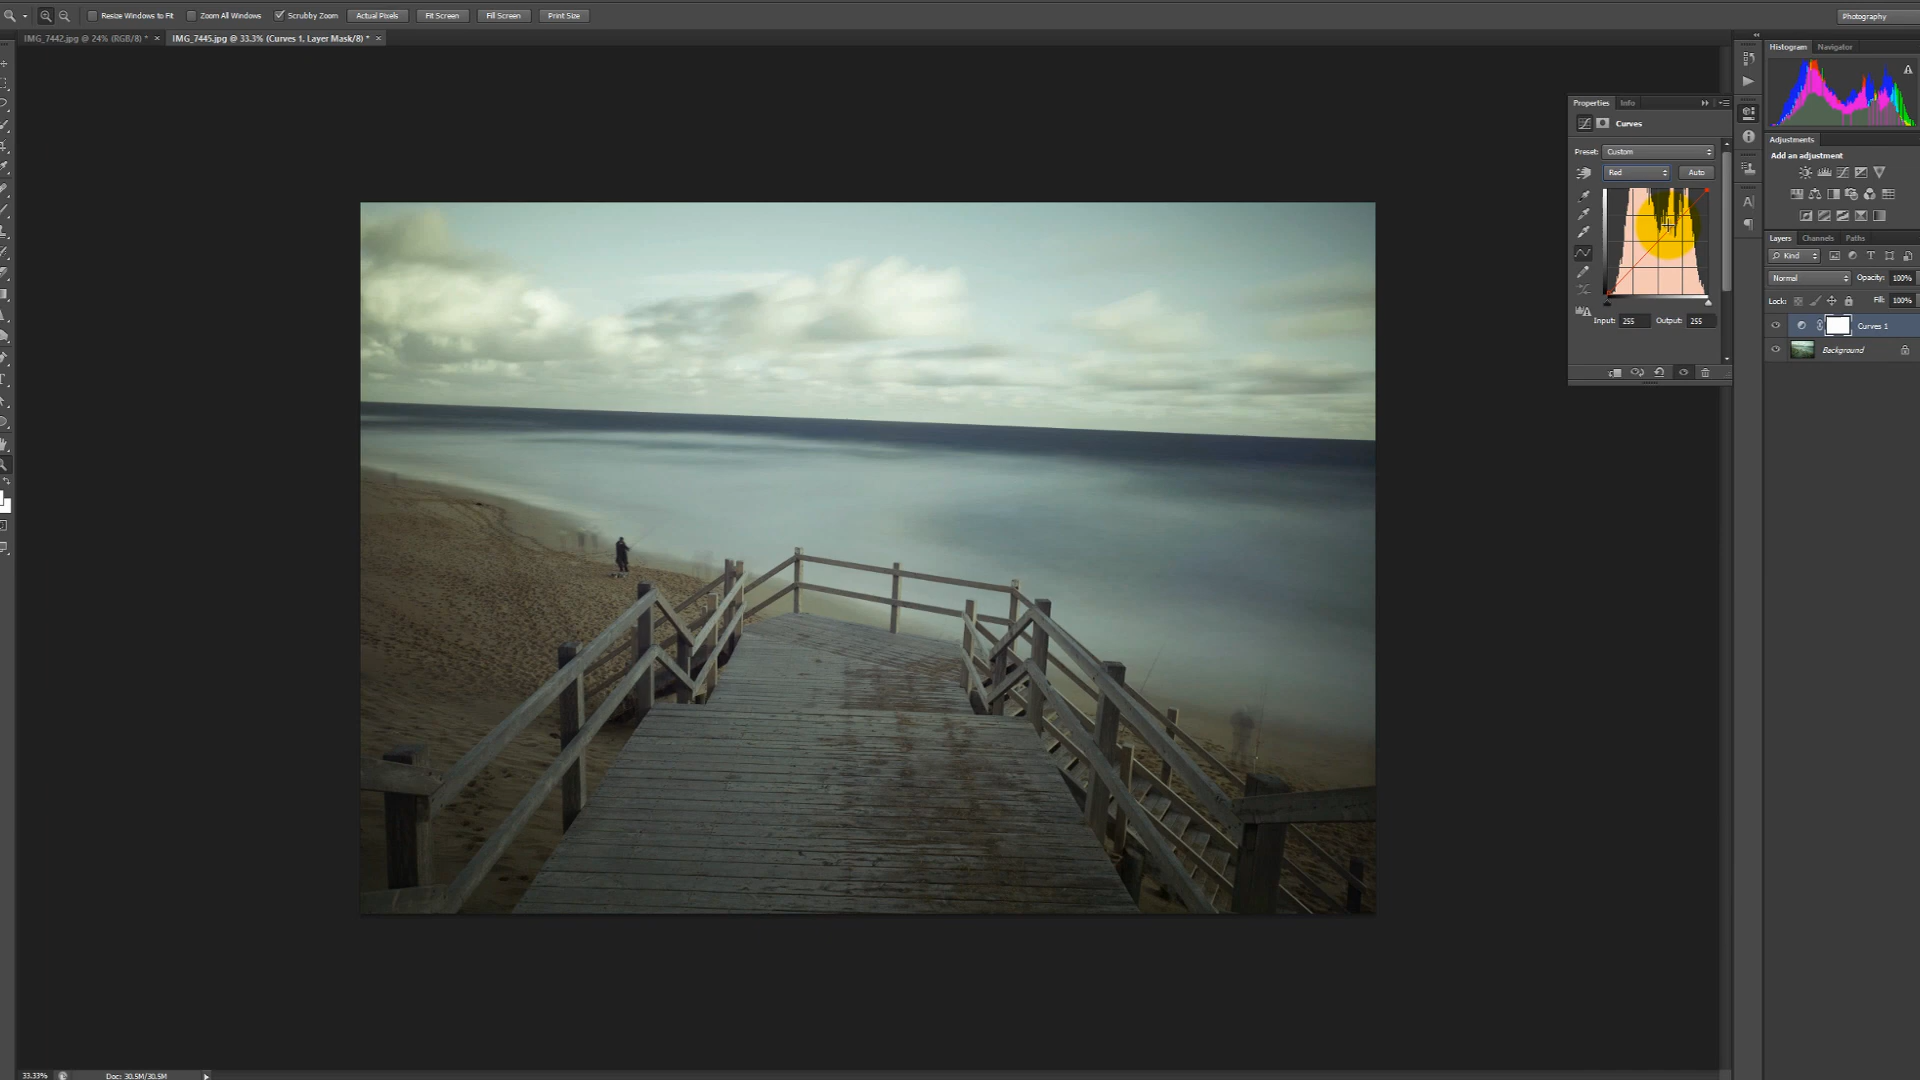 Resize Windows to Fit Zoom All Windows Scrubby Zoom Actual Pixels Fit Screen Fill Screen Print Size Photography
IMG_7442.jpg @ 24% (RGB/8) * × IMG_7445.jpg @ 33.3% (Curves 1, Layer Mask/8) * ×
Histogram Navigator
Properties Info
Curves
Preset: Custom
Red Auto
Input: 255 Output: 255
Adjustments
Add an adjustment
Layers Channels Paths
Kind
Normal Opacity: 100%
Lock: Fill: 100%
Curves 1
Background
33.33% Doc: 30.5M/30.5M